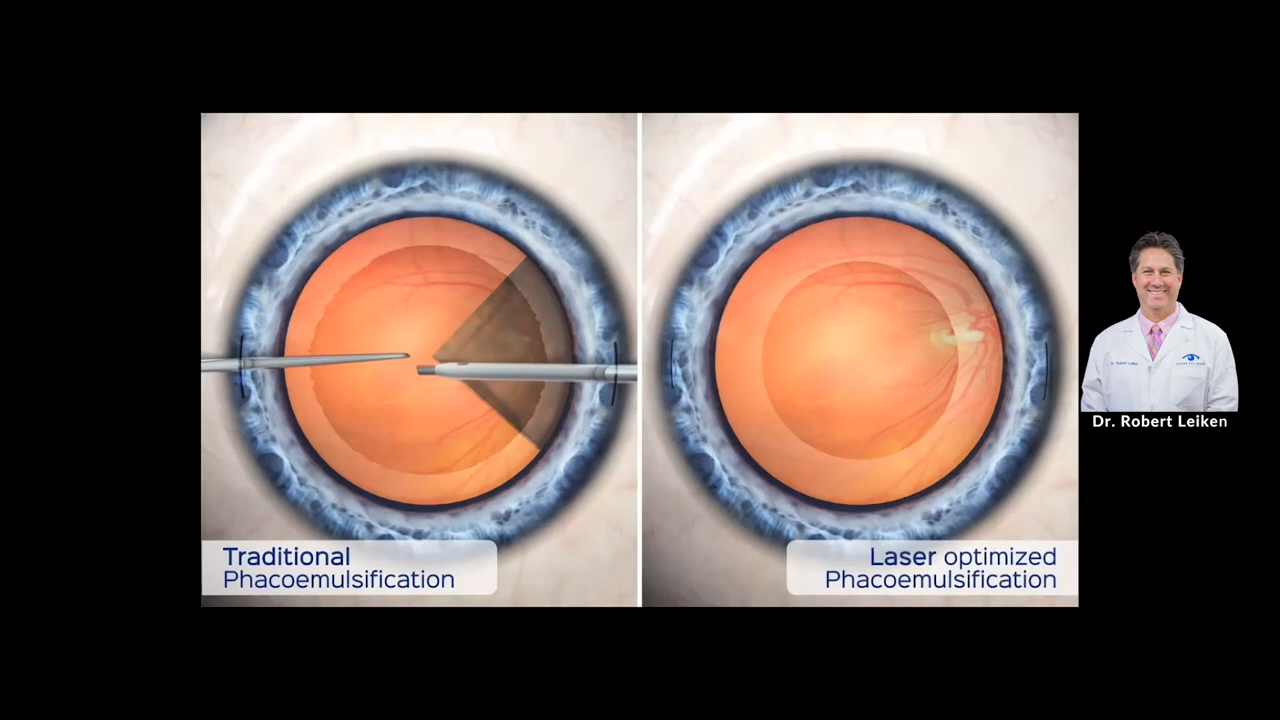 Traditional
Phacoemulsification
Laser optimized
Phacoemulsification
Dr. Robert Leiken